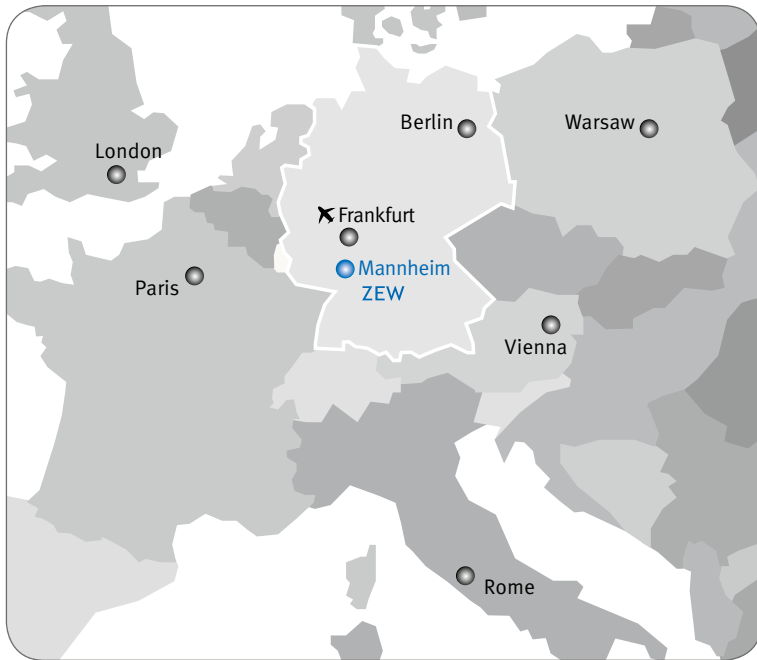 Berlin
Warsaw
London
Frankfurt
Mannheim
ZEW
Paris
Vienna
Rome